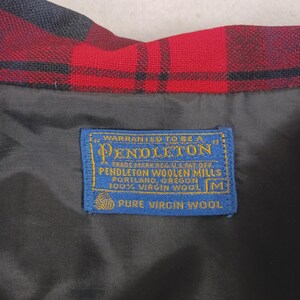 "WARRANTED TO BE A
"PENDLETON"
TRADE MARK REG. U.S. PAT. OFF.
PENDLETON WOOLEN MILLS
PORTLAND, OREGON
100% VIRGIN WOOL M
PURE VIRGIN WOOL